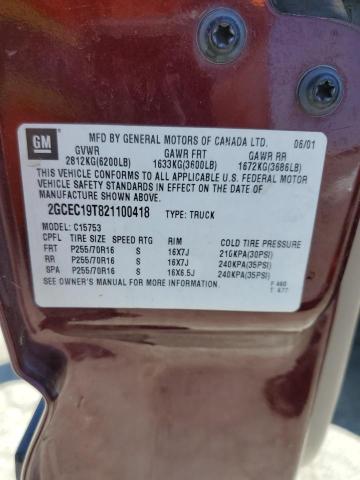 GM
MFD BY GENERAL MOTORS OF CANADA LTD. 06/01
GVWR GAWR FRT GAWR RR
2812KG(6200LB) 1633KG(3600LB) 1672KG(3686LB)
THIS VEHICLE CONFORMS TO ALL APPLICABLE U.S. FEDERAL MOTOR
VEHICLE SAFETY STANDARDS IN EFFECT ON THE DATE OF
MANUFACTURE SHOWN ABOVE.
2GCEC19T821100418 TYPE: TRUCK
MODEL: C15753
CPFL TIRE SIZE SPEED RTG RIM COLD TIRE PRESSURE
FRT P255/70R16 S 16X7J 210KPA(30PSI)
RR P255/70R16 S 16X7J 240KPA(35PSI)
SPA P255/70R16 S 16X6.5J 240KPA(35PSI)
SEE OWNER'S MANUAL FOR MORE INFORMATION.